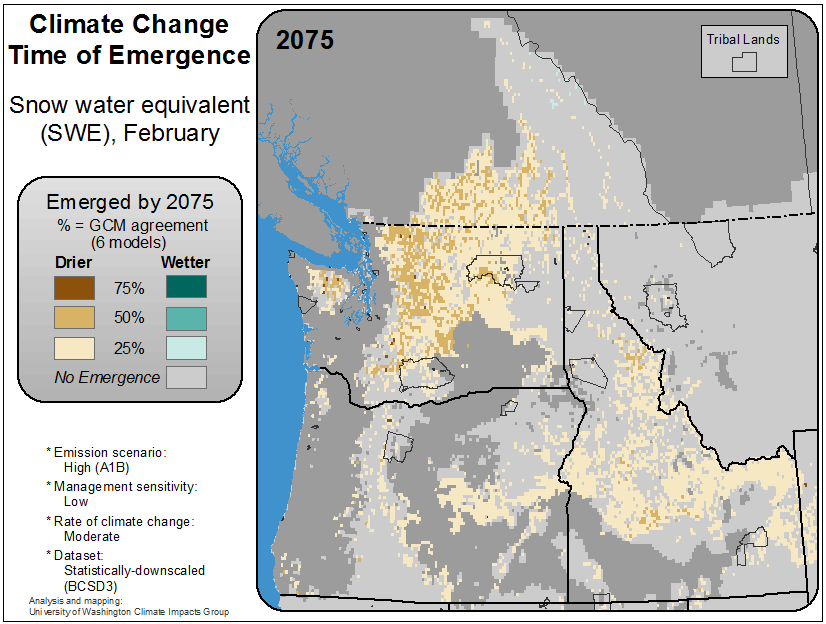 Climate Change
Time of Emergence
Snow water equivalent
(SWE), February
Emerged by 2075
% = GCM agreement
(6 models)
Drier Wetter
75%
50%
25%
No Emergence
* Emission scenario:
High (A1B)
* Management sensitivity:
Low
* Rate of climate change:
Moderate
* Dataset:
Statistically-downscaled
(BCSD3)
Analysis and mapping:
University of Washington Climate Impacts Group
2075
Tribal Lands